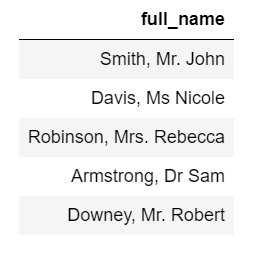 full_name
Smith, Mr. John
Davis, Ms Nicole
Robinson, Mrs. Rebecca
Armstrong, Dr Sam
Downey, Mr. Robert